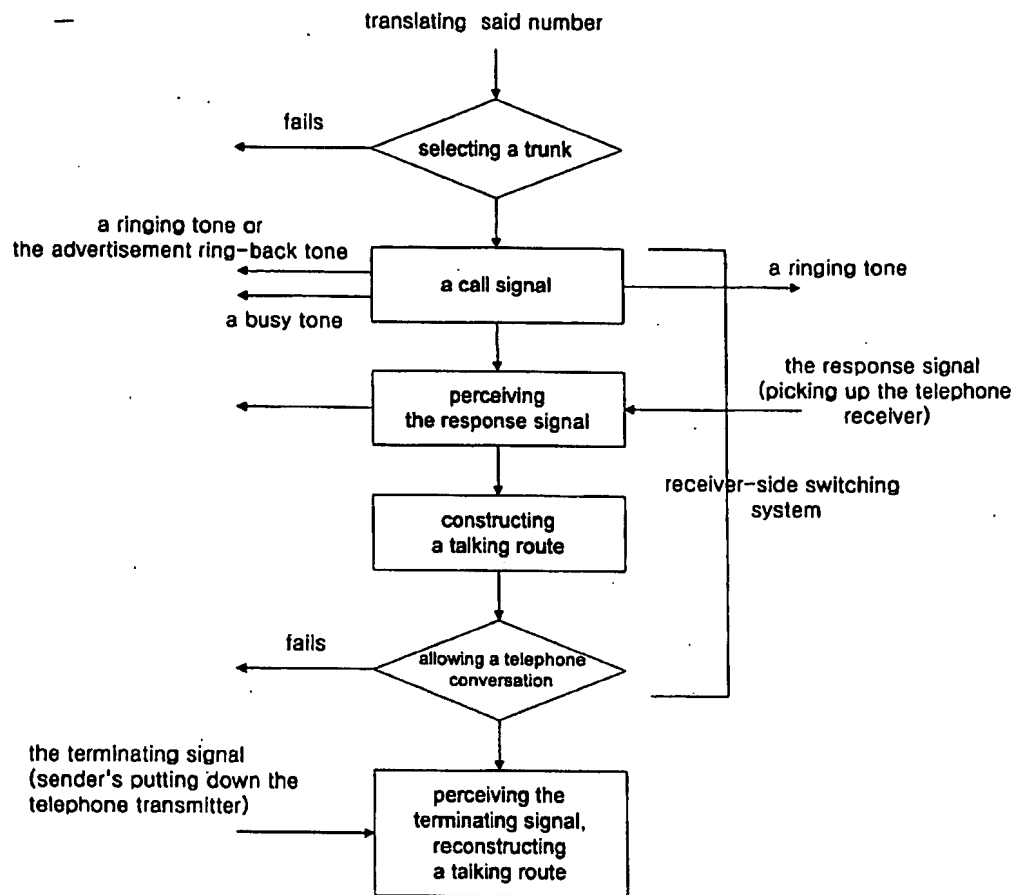 translating said number
fails
selecting a trunk
a ringing tone or
the advertisement ring-back tone
a call signal
a ringing tone
a busy tone
the response signal
(picking up the telephone
receiver)
perceiving
the response signal
receiver-side switching
system
constructing
a talking route
fails
allowing a telephone
conversation
the terminating signal
(sender's putting down the
telephone transmitter)
perceiving the
terminating signal,
reconstructing
a talking route